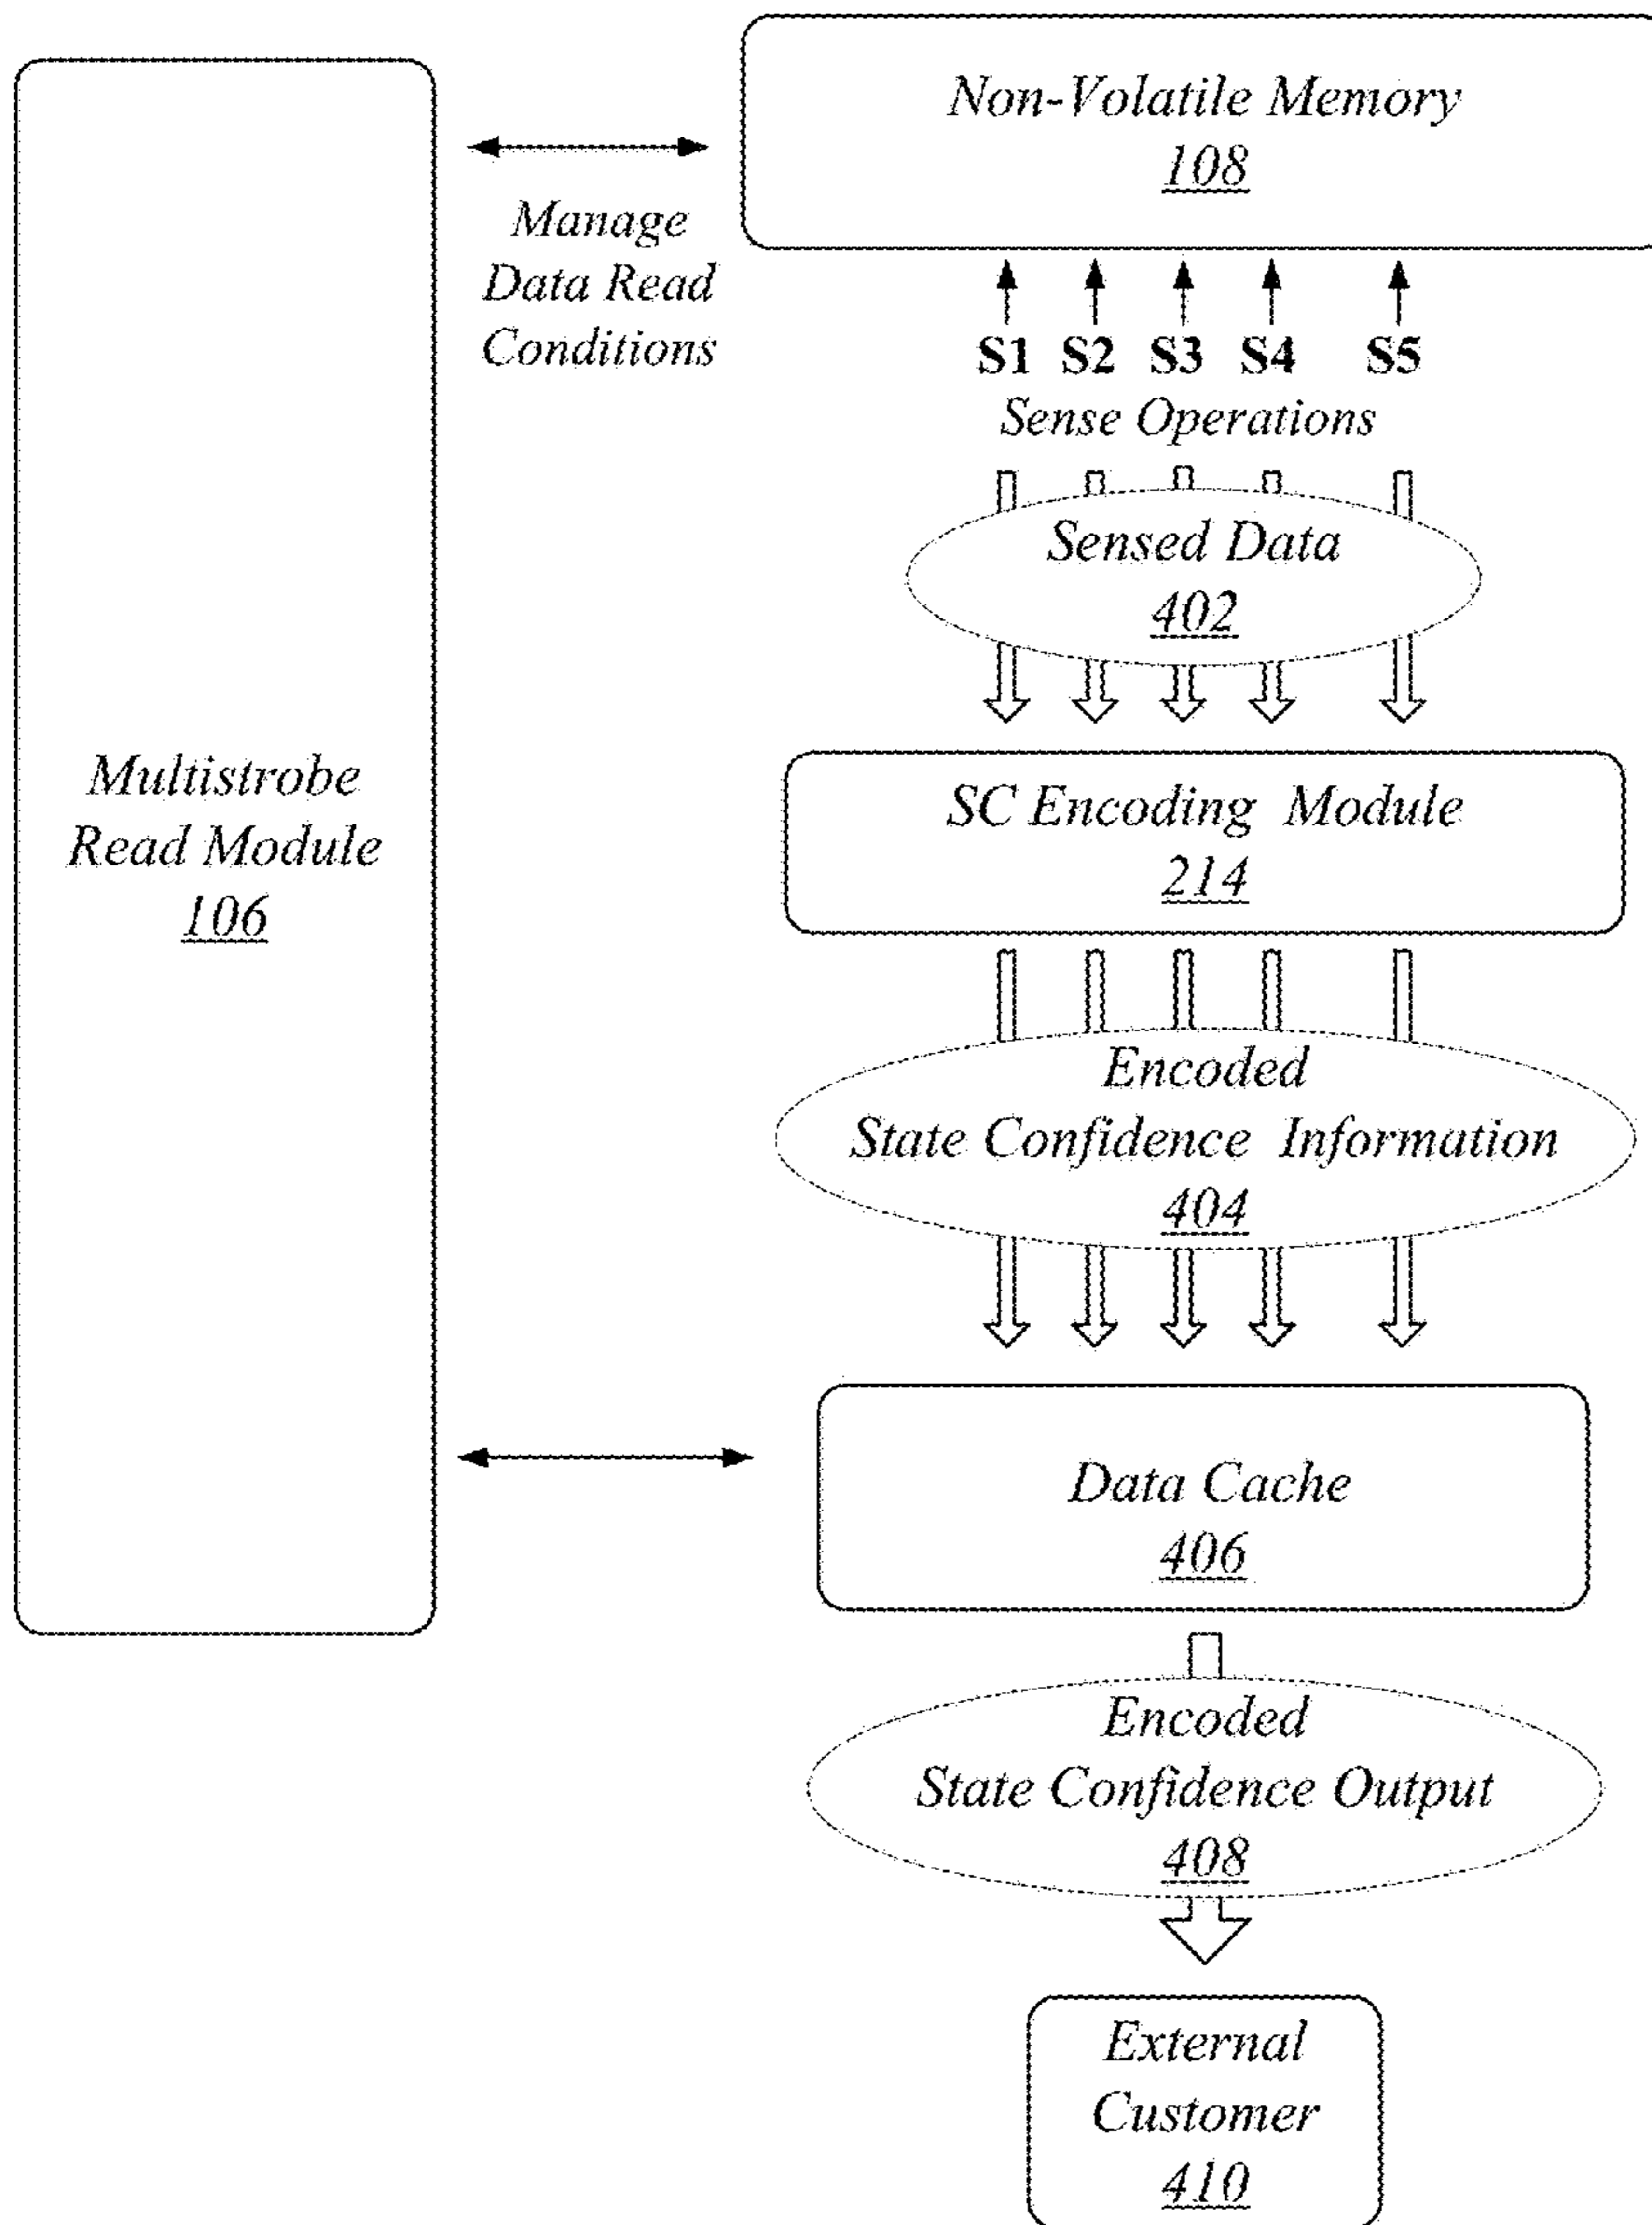 Non-Volatile Memory
108
Manage
Data Read
Conditions
S1 S2 S3 S4 S5
Sense Operations
Sensed Data
402
Multistrobe
Read Module
106
SC Encoding Module
214
Encoded
State Confidence Information
404
Data Cache
406
Encoded
State Confidence Output
408
External
Customer
410